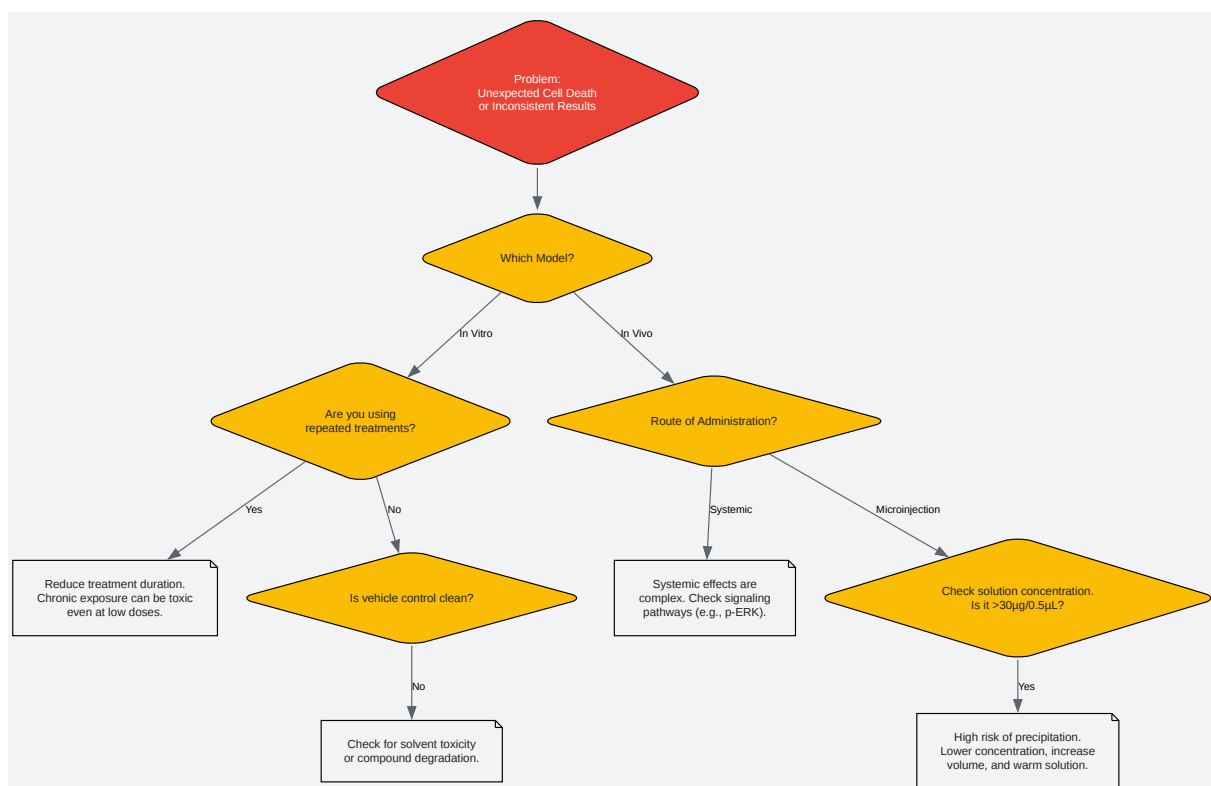 Problem:
Unexpected Cell Death
or Inconsistent Results
Which Model?
In Vitro
In Vivo
Are you using
repeated treatments?
Route of Administration?
Yes
No
Systemic
Microinjection
Reduce treatment duration.
Chronic exposure can be toxic
even at low doses.
Is vehicle control clean?
Systemic effects are
complex. Check signaling
pathways (e.g., p-ERK).
Check solution concentration.
Is it >30µg/0.5µL?
No
Yes
Check for solvent toxicity
or compound degradation.
High risk of precipitation.
Lower concentration, increase
volume, and warm solution.